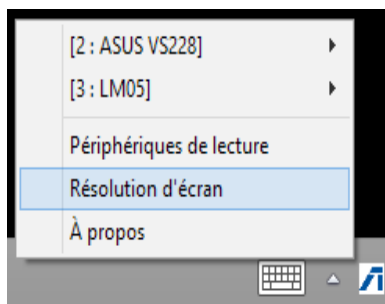 [2 : ASUS VS228]
[3 : LM05]
Périphériques de lecture
Résolution d'écran
À propos